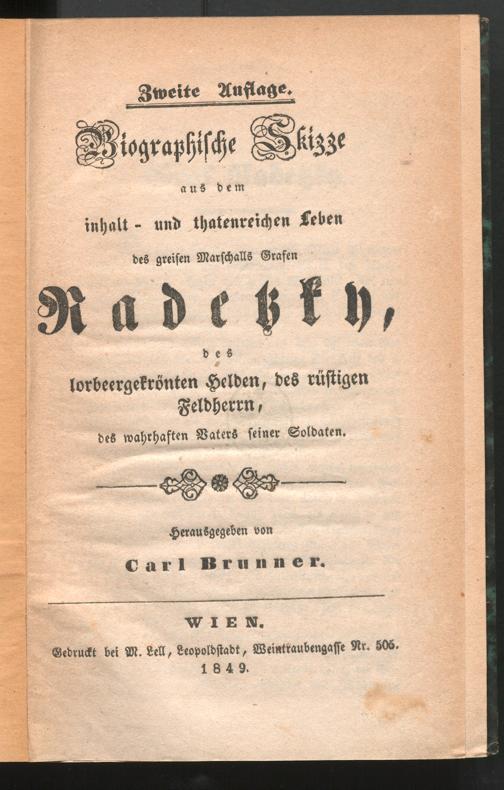 Zweite Auflage.
Biographische Skizze
aus dem
inhalt- und thatenreichen Leben
des greisen Marschalls Grafen
Radetzky,
des
lorbeergekrönten Helden, des rüstigen
Feldherrn,
des wahrhaften Vaters seiner Soldaten.
Herausgegeben von
Carl Brunner.
WIEN.
Gedruckt bei M. Lell, Leopoldstadt, Weintraubengasse Nr. 505.
1849.